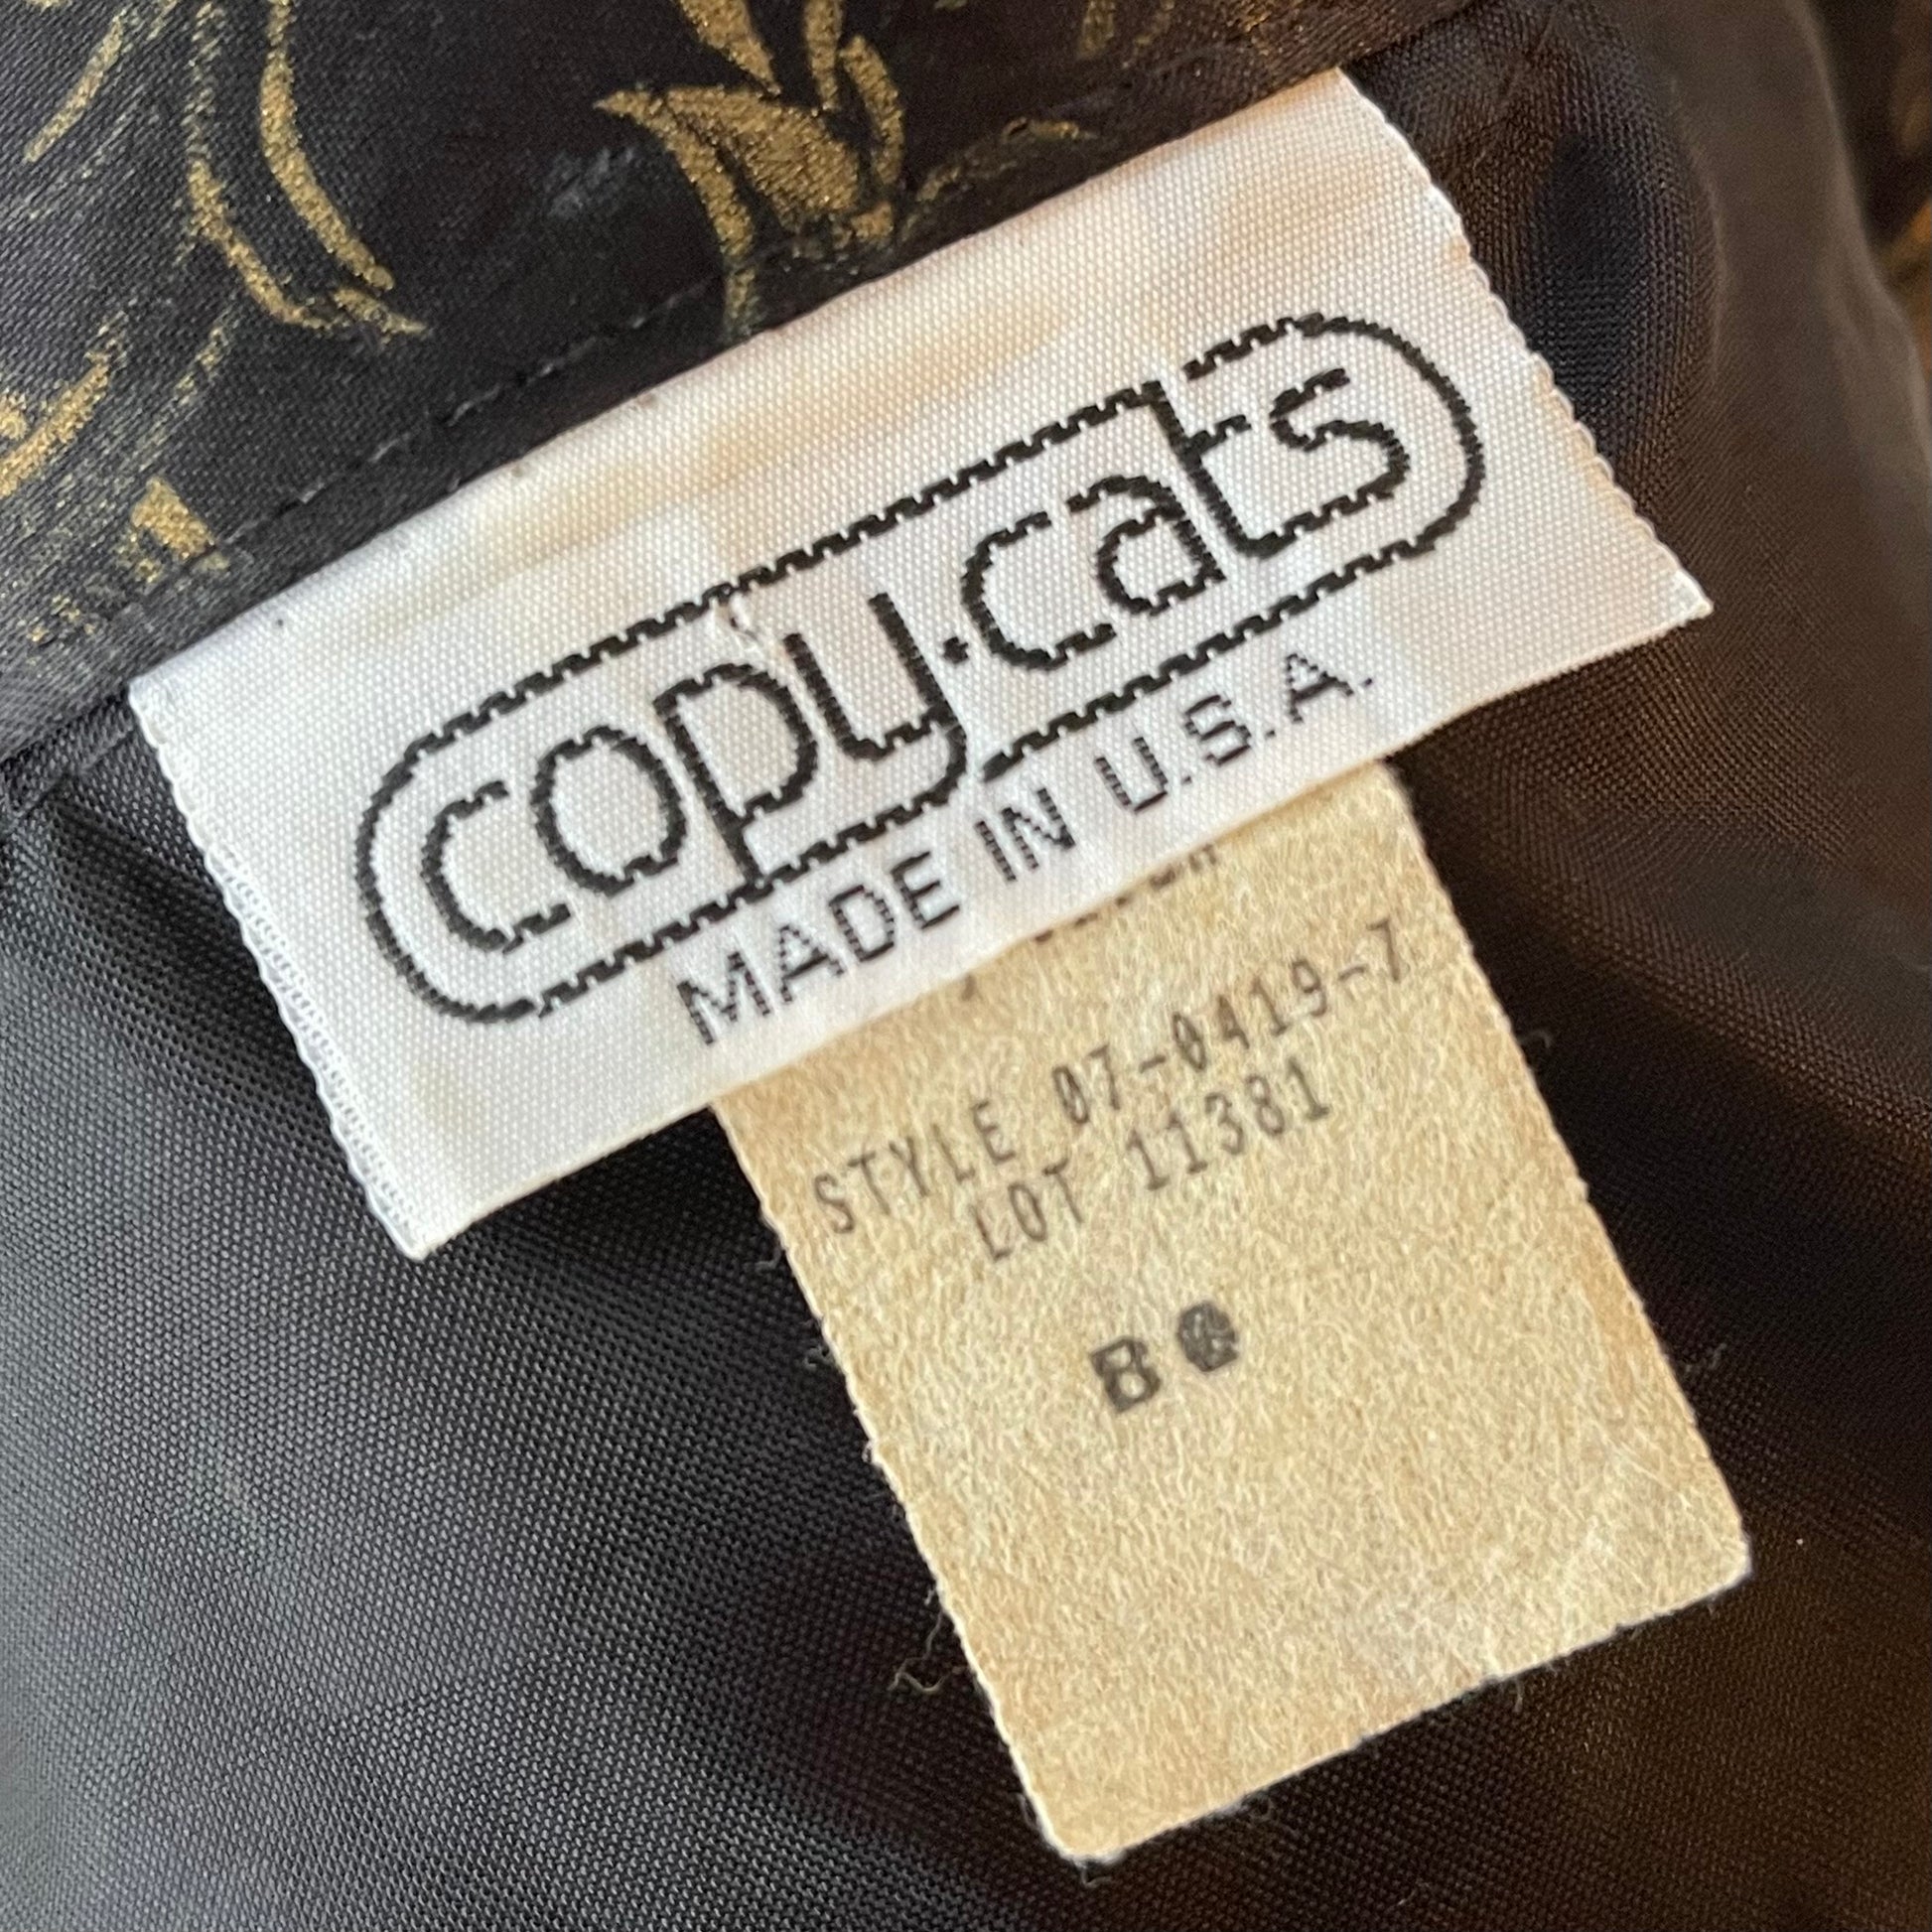 copy·cats
MADE IN U.S.A.
STYLE 07-0419-7
LOT 11381